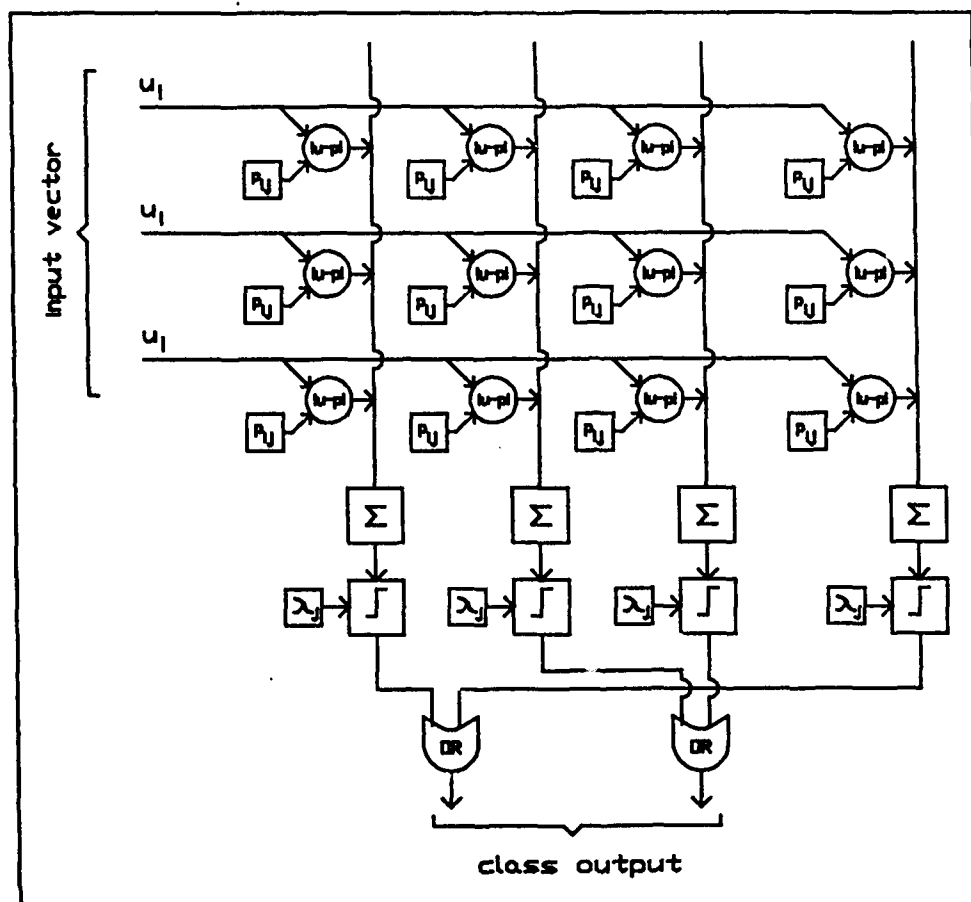 Input vector
u_i
|u-p| |u-p| |u-p| |u-p|
P_ij P_ij P_ij P_ij
u_i
|u-p| |u-p| |u-p| |u-p|
P_ij P_ij P_ij P_ij
u_i
|u-p| |u-p| |u-p| |u-p|
P_ij P_ij P_ij P_ij
Σ Σ Σ Σ
λ_j λ_j λ_j λ_j
OR OR
class output